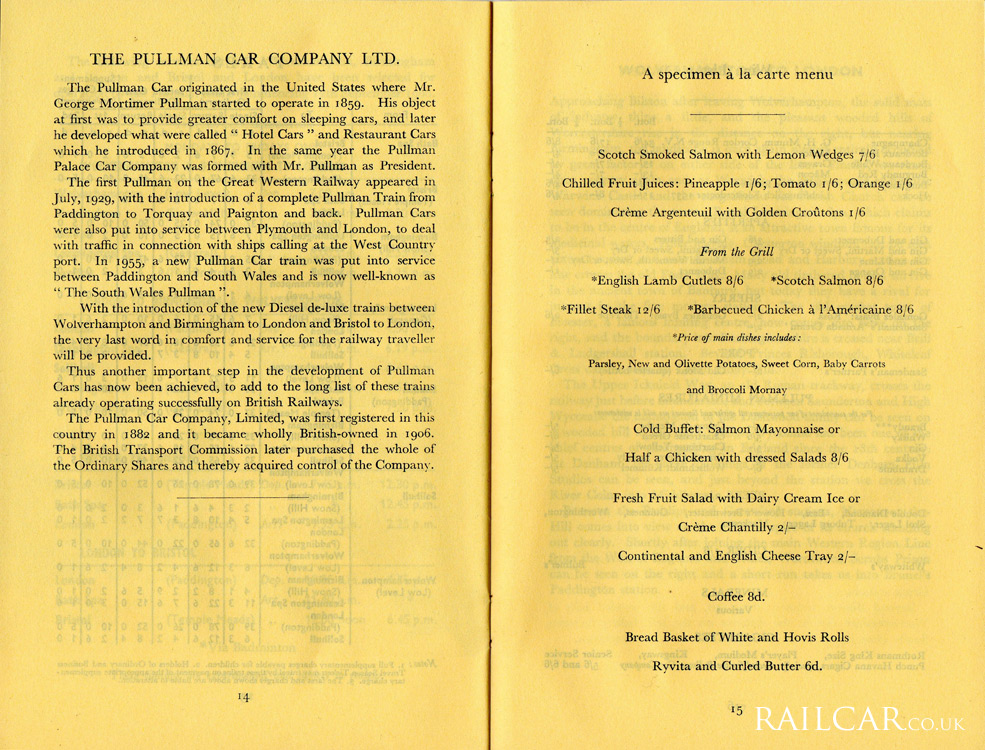 THE PULLMAN CAR COMPANY LTD.
The Pullman Car originated in the United States where Mr.
George Mortimer Pullman started to operate in 1859. His object
at first was to provide greater comfort on sleeping cars, and later
he developed what were called “ Hotel Cars ” and Restaurant Cars
which he introduced in 1867. In the same year the Pullman
Palace Car Company was formed with Mr. Pullman as President.
The first Pullman on the Great Western Railway appeared in
July, 1929, with the introduction of a complete Pullman Train from
Paddington to Torquay and Paignton and back. Pullman Cars
were also put into service between Plymouth and London, to deal
with traffic in connection with ships calling at the West Country
port. In 1955, a new Pullman Car train was put into service
between Paddington and South Wales and is now well-known as
“ The South Wales Pullman ”.
With the introduction of the new Diesel de-luxe trains between
Wolverhampton and Birmingham to London and Bristol to London,
the very last word in comfort and service for the railway traveller
will be provided.
Thus another important step in the development of Pullman
Cars has now been achieved, to add to the long list of these trains
already operating successfully on British Railways.
The Pullman Car Company, Limited, was first registered in this
country in 1882 and it became wholly British-owned in 1906.
The British Transport Commission later purchased the whole of
the Ordinary Shares and thereby acquired control of the Company.
14
A specimen à la carte menu
Scotch Smoked Salmon with Lemon Wedges 7/6
Chilled Fruit Juices: Pineapple 1/6; Tomato 1/6; Orange 1/6
Crème Argenteuil with Golden Croûtons 1/6
From the Grill
*English Lamb Cutlets 8/6 *Scotch Salmon 8/6
*Fillet Steak 12/6 *Barbecued Chicken à l’Américaine 8/6
*Price of main dishes includes:
Parsley, New and Olivette Potatoes, Sweet Corn, Baby Carrots
and Broccoli Mornay
Cold Buffet: Salmon Mayonnaise or
Half a Chicken with dressed Salads 8/6
Fresh Fruit Salad with Dairy Cream Ice or
Crème Chantilly 2/–
Continental and English Cheese Tray 2/–
Coffee 8d.
Bread Basket of White and Hovis Rolls
Ryvita and Curled Butter 6d.
15
RAILCAR.CO.UK